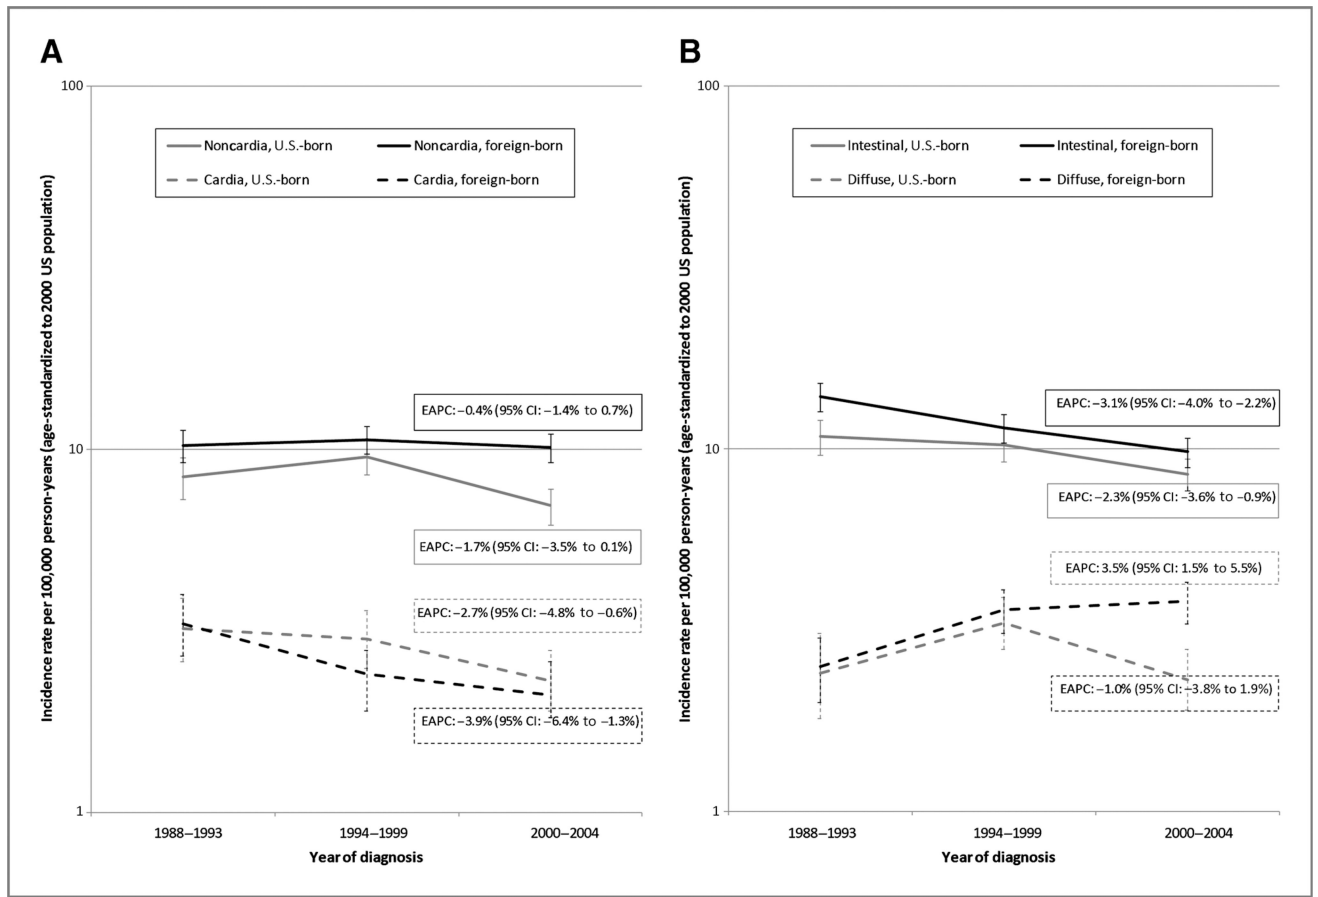 A
Incidence rate per 100,000 person-years (age-standardized to 2000 US population)
100
10
1
Noncardia, U.S.-born
Noncardia, foreign-born
Cardia, U.S.-born
Cardia, foreign-born
EAPC: –0.4% (95% CI: –1.4% to 0.7%)
EAPC: –1.7% (95% CI: –3.5% to 0.1%)
EAPC: –2.7% (95% CI: –4.8% to –0.6%)
EAPC: –3.9% (95% CI: –6.4% to –1.3%)
1988–1993
1994–1999
2000–2004
Year of diagnosis
B
Incidence rate per 100,000 person-years (age-standardized to 2000 US population)
100
10
1
Intestinal, U.S.-born
Intestinal, foreign-born
Diffuse, U.S.-born
Diffuse, foreign-born
EAPC: –3.1% (95% CI: –4.0% to –2.2%)
EAPC: –2.3% (95% CI: –3.6% to –0.9%)
EAPC: 3.5% (95% CI: 1.5% to 5.5%)
EAPC: –1.0% (95% CI: –3.8% to 1.9%)
1988–1993
1994–1999
2000–2004
Year of diagnosis